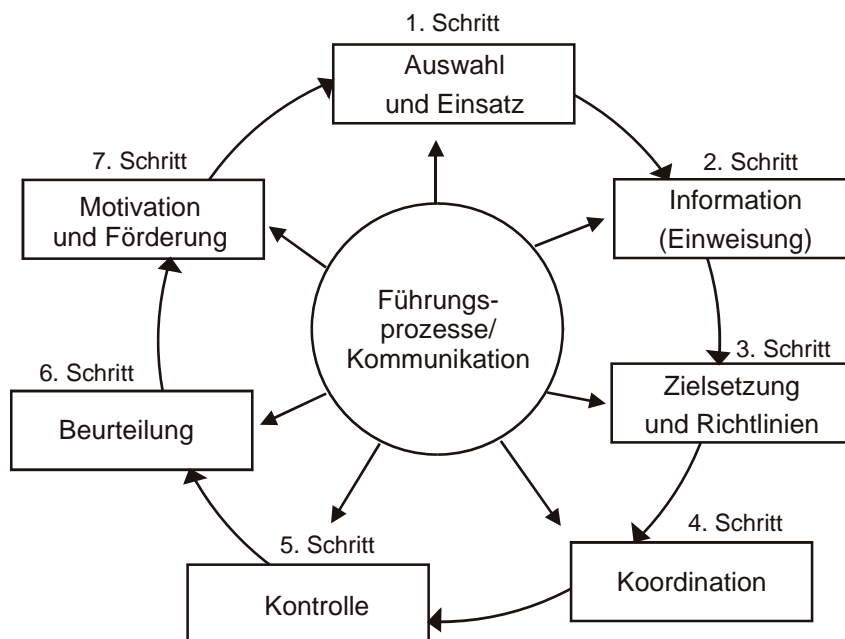 1. Schritt
Auswahl
und Einsatz
2. Schritt
Information
(Einweisung)
3. Schritt
Zielsetzung
und Richtlinien
4. Schritt
Koordination
5. Schritt
Kontrolle
6. Schritt
Beurteilung
7. Schritt
Motivation
und Förderung
Führungs-
prozesse/
Kommunikation